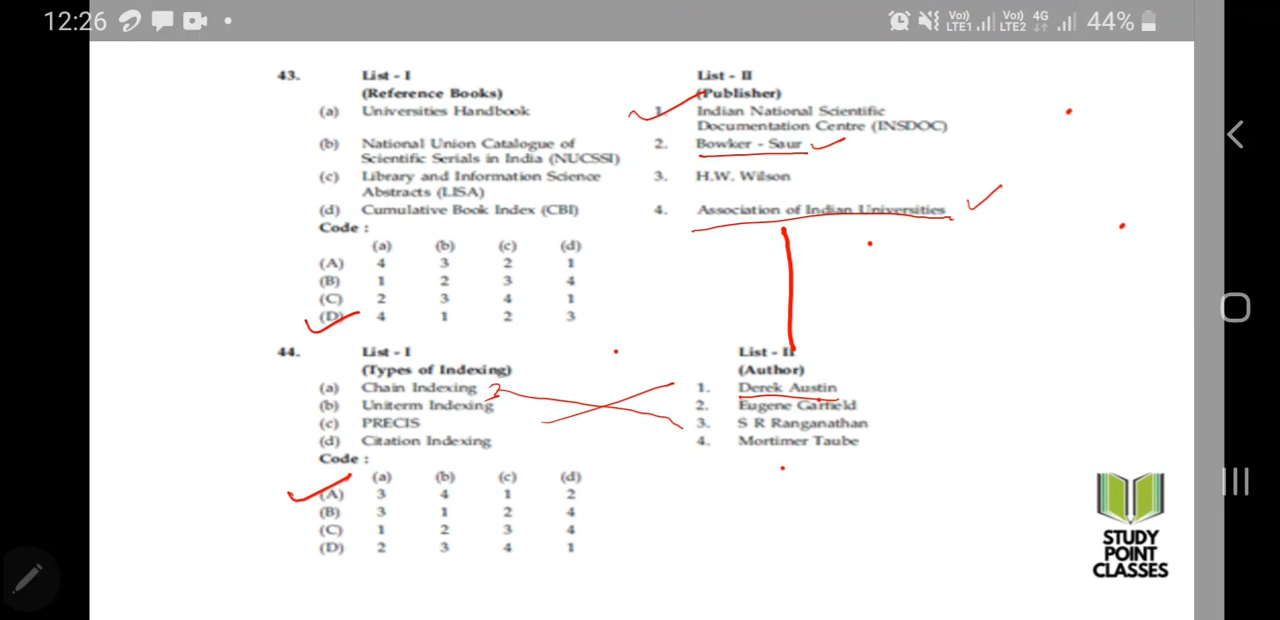 12:26
Vo)) LTE1 Vo)) LTE2 4G 44%
43. List - I List - II
(Reference Books) (Publisher)
(a) Universities Handbook 1. Indian National Scientific
Documentation Centre (INSDOC)
(b) National Union Catalogue of 2. Bowker - Saur
Scientific Serials in India (NUCSSI)
(c) Library and Information Science 3. H.W. Wilson
Abstracts (LISA)
(d) Cumulative Book Index (CBI) 4. Association of Indian Universities
Code :
(a) (b) (c) (d)
(A) 4 3 2 1
(B) 1 2 3 4
(C) 2 3 4 1
(D) 4 1 2 3
44. List - I List - II
(Types of Indexing) (Author)
(a) Chain Indexing 1. Derek Austin
(b) Uniterm Indexing 2. Eugene Garfield
(c) PRECIS 3. S R Ranganathan
(d) Citation Indexing 4. Mortimer Taube
Code :
(a) (b) (c) (d)
(A) 3 4 1 2
(B) 3 1 2 4
(C) 1 2 3 4
(D) 2 3 4 1
STUDY
POINT
CLASSES